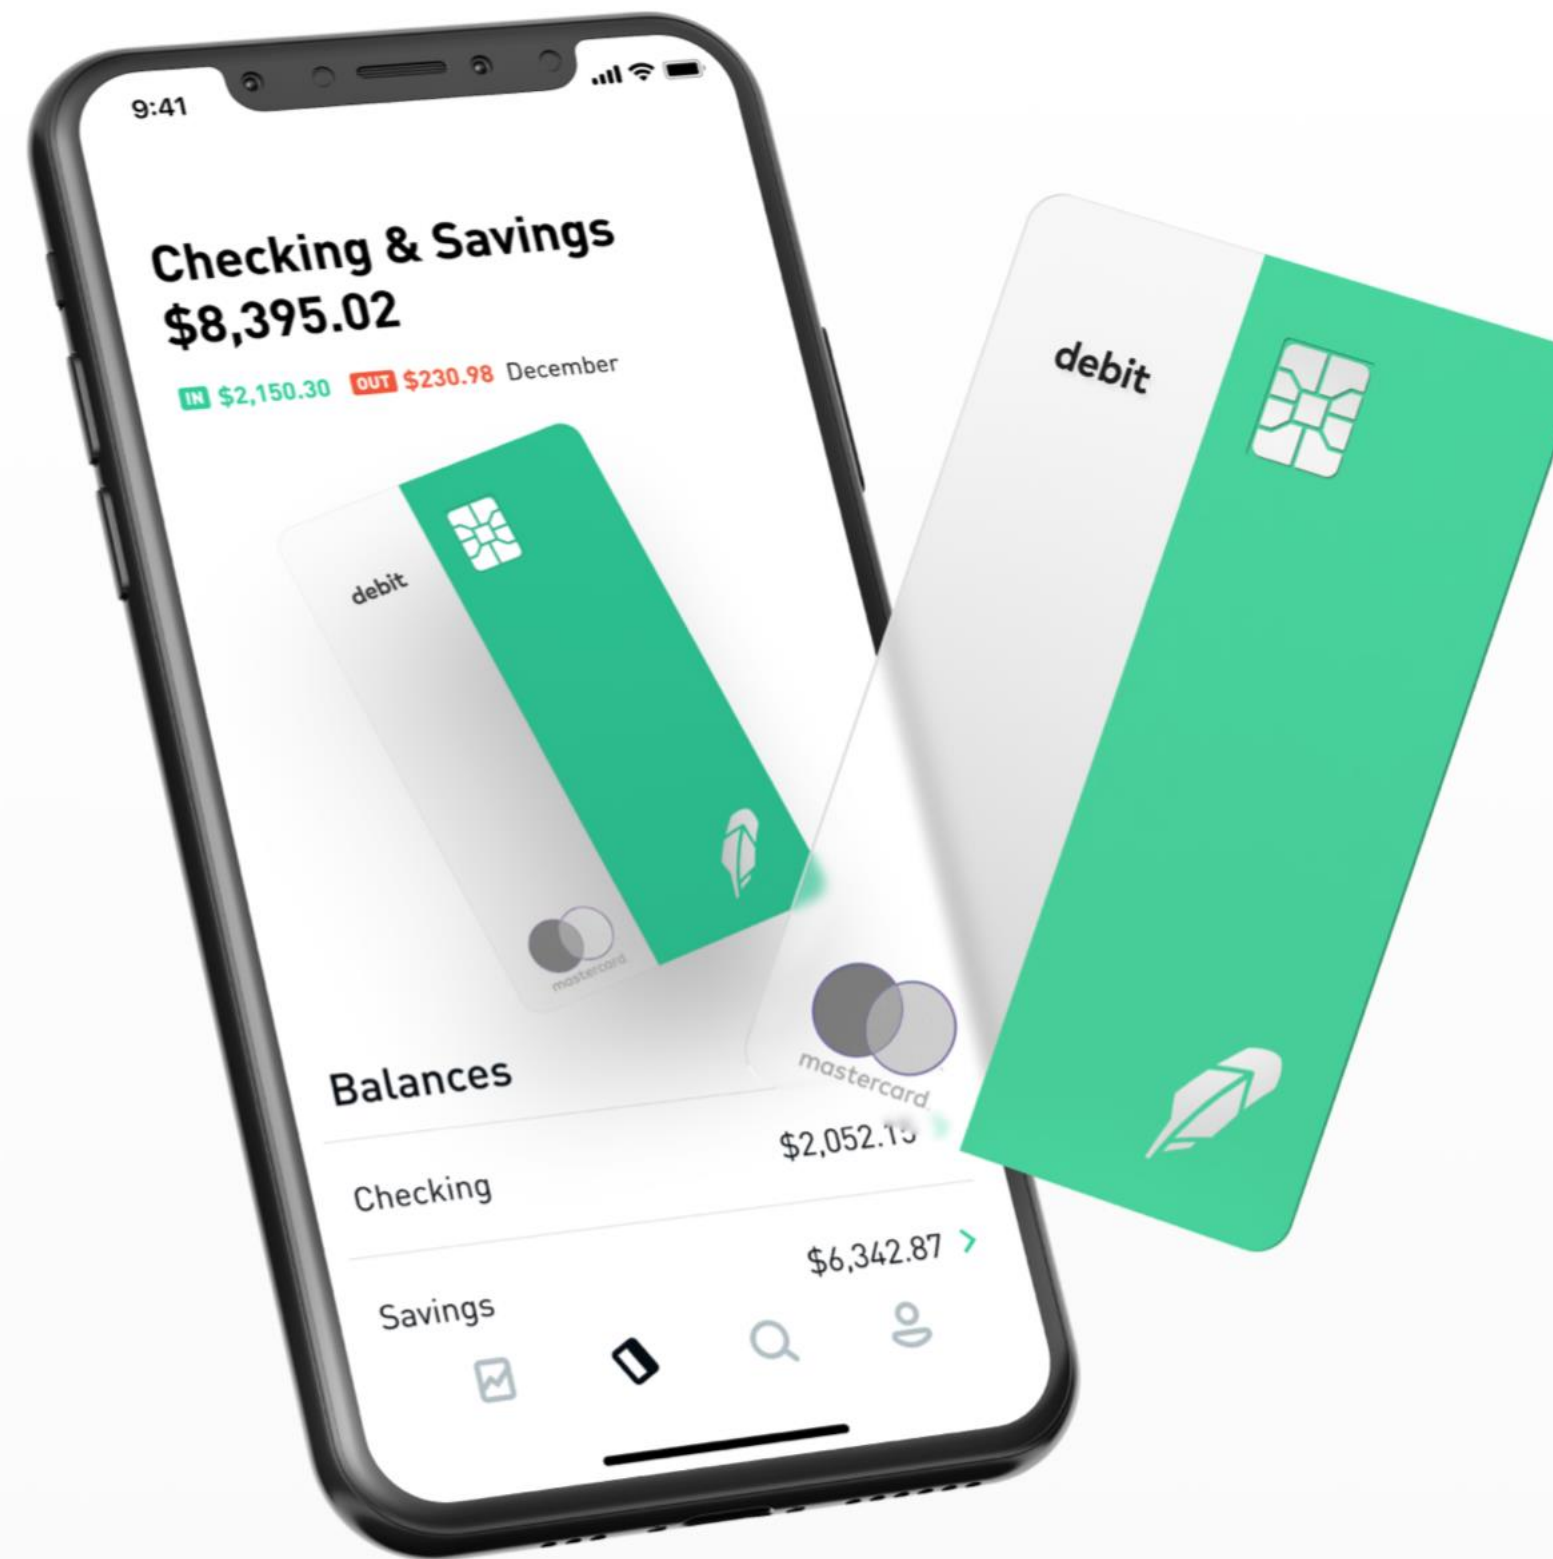 9:41
Checking & Savings
$8,395.02
IN $2,150.30 OUT $230.98 December
debit
mastercard
debit
mastercard
Balances
Checking
Savings $6,342.87